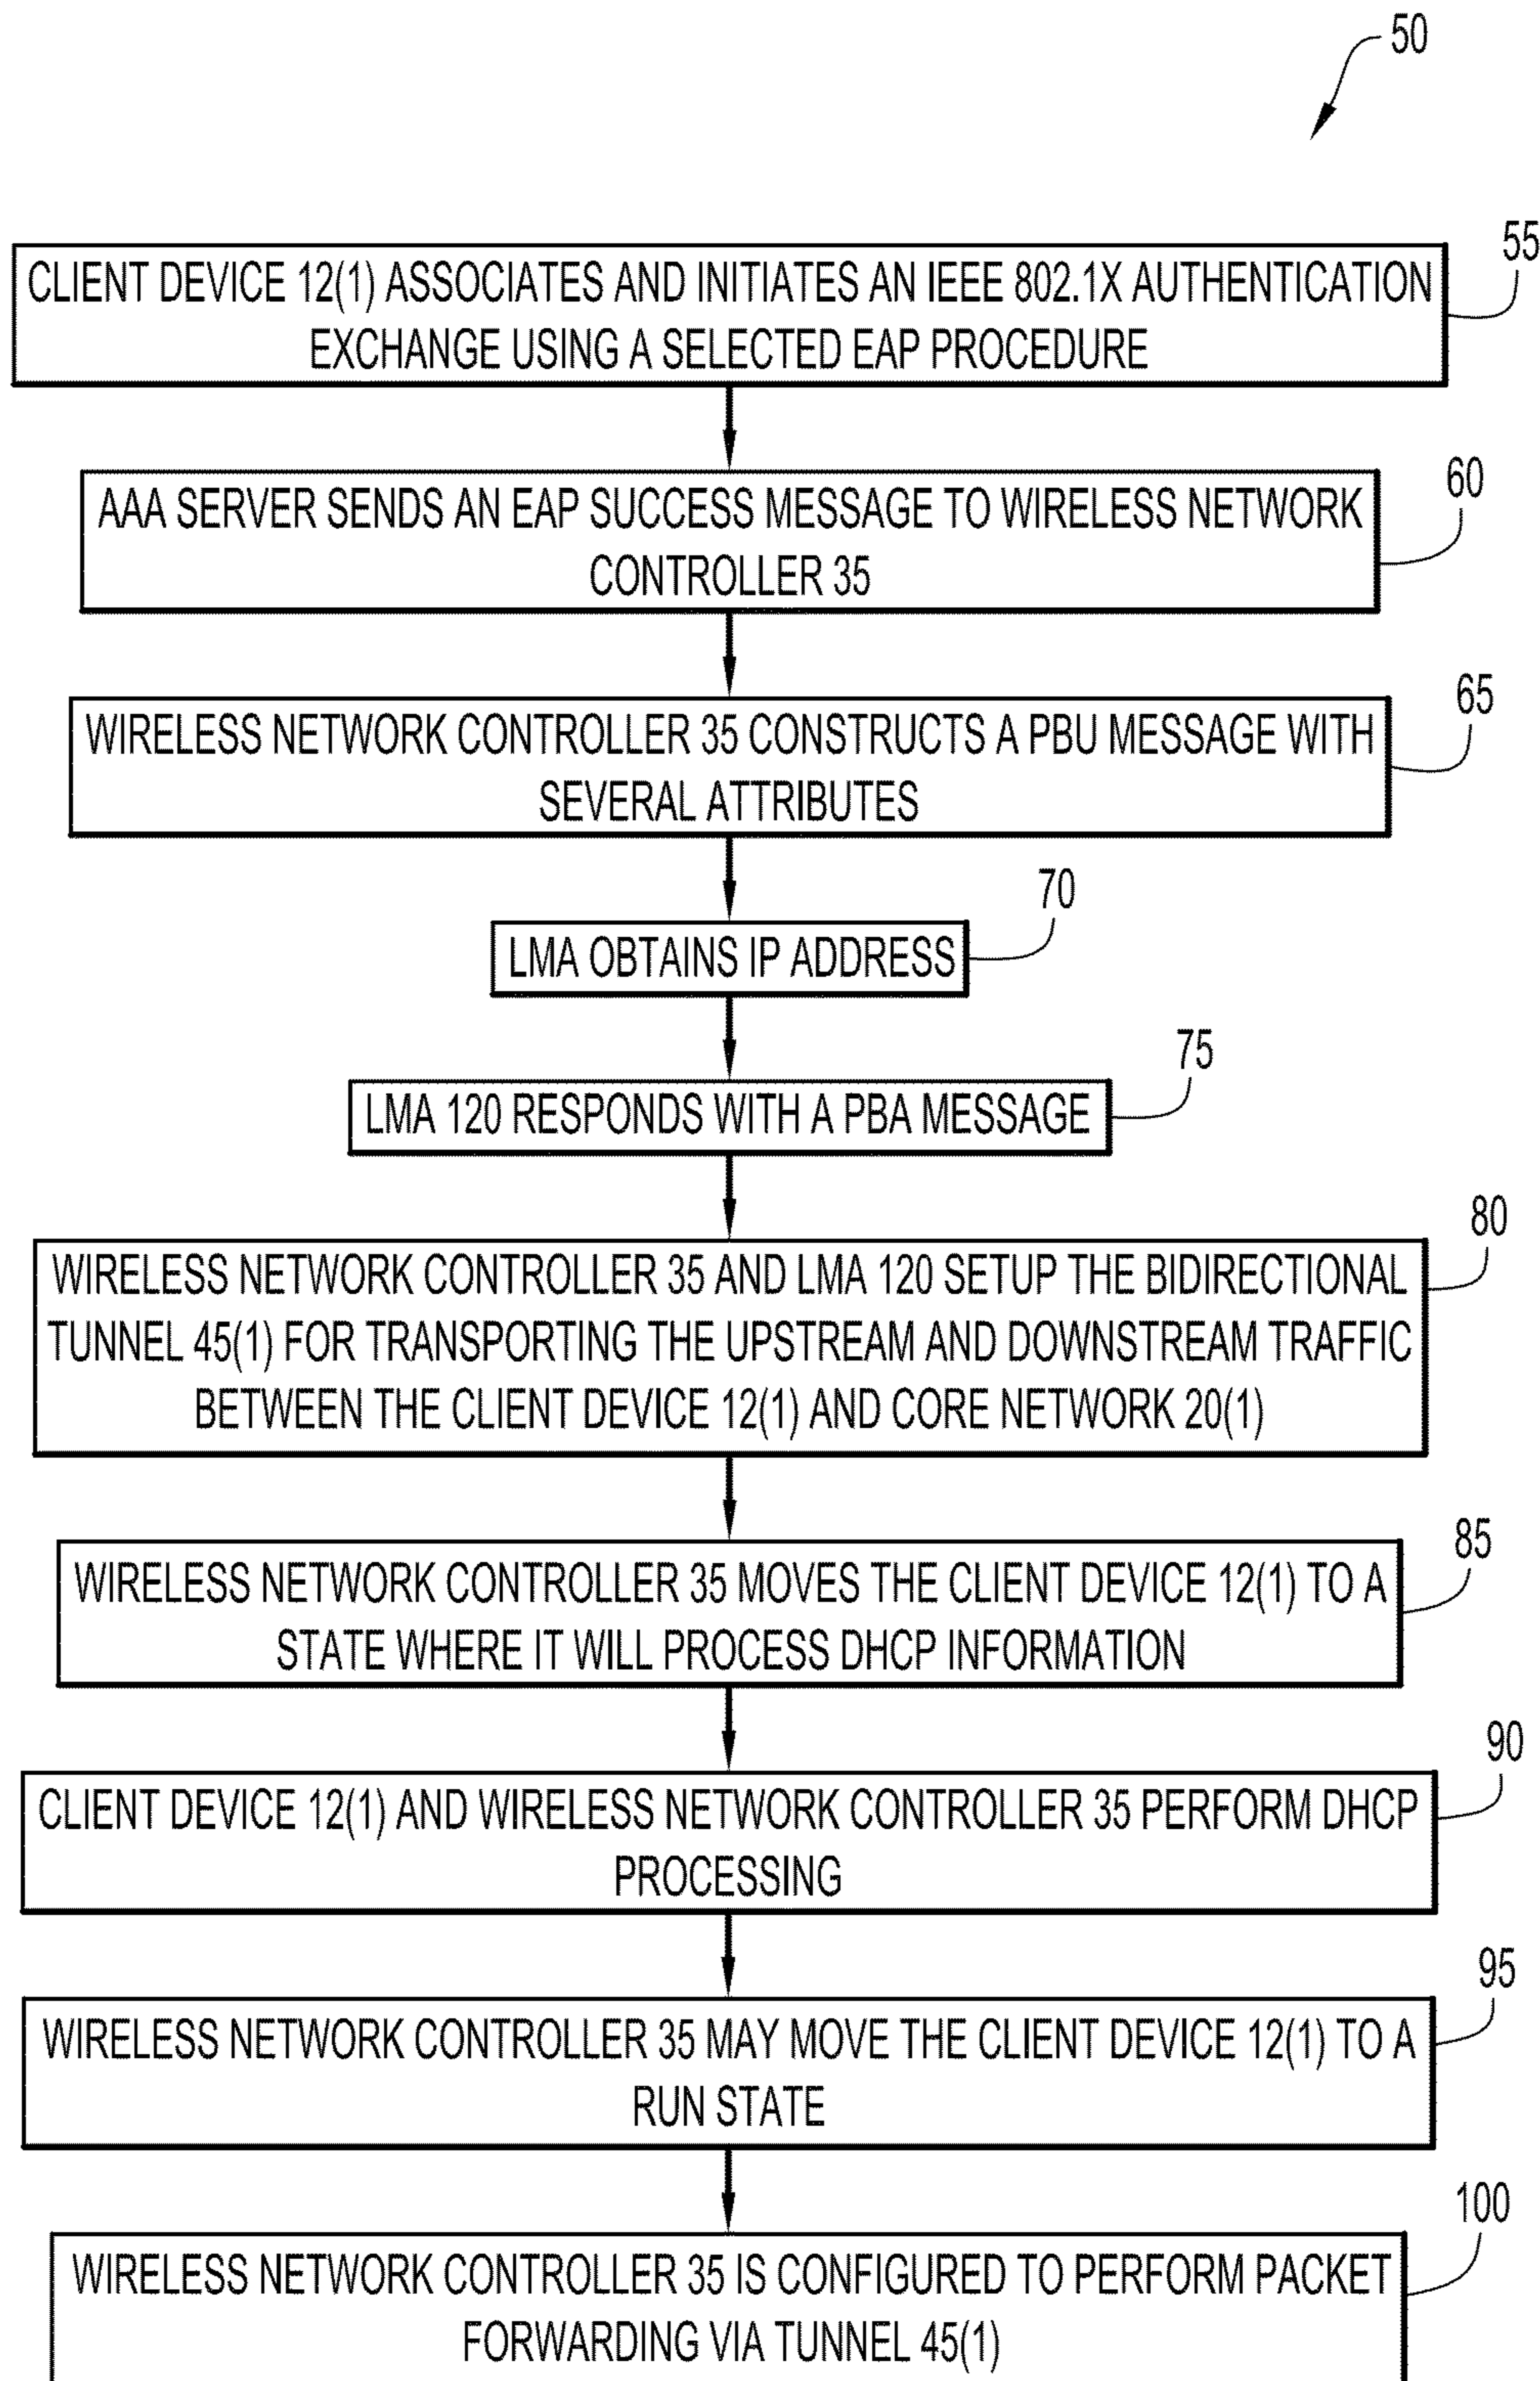 50
55
CLIENT DEVICE 12(1) ASSOCIATES AND INITIATES AN IEEE 802.1X AUTHENTICATION
EXCHANGE USING A SELECTED EAP PROCEDURE
60
AAA SERVER SENDS AN EAP SUCCESS MESSAGE TO WIRELESS NETWORK
CONTROLLER 35
65
WIRELESS NETWORK CONTROLLER 35 CONSTRUCTS A PBU MESSAGE WITH
SEVERAL ATTRIBUTES
70
LMA OBTAINS IP ADDRESS
75
LMA 120 RESPONDS WITH A PBA MESSAGE
80
WIRELESS NETWORK CONTROLLER 35 AND LMA 120 SETUP THE BIDIRECTIONAL
TUNNEL 45(1) FOR TRANSPORTING THE UPSTREAM AND DOWNSTREAM TRAFFIC
BETWEEN THE CLIENT DEVICE 12(1) AND CORE NETWORK 20(1)
85
WIRELESS NETWORK CONTROLLER 35 MOVES THE CLIENT DEVICE 12(1) TO A
STATE WHERE IT WILL PROCESS DHCP INFORMATION
90
CLIENT DEVICE 12(1) AND WIRELESS NETWORK CONTROLLER 35 PERFORM DHCP
PROCESSING
95
WIRELESS NETWORK CONTROLLER 35 MAY MOVE THE CLIENT DEVICE 12(1) TO A
RUN STATE
100
WIRELESS NETWORK CONTROLLER 35 IS CONFIGURED TO PERFORM PACKET
FORWARDING VIA TUNNEL 45(1)